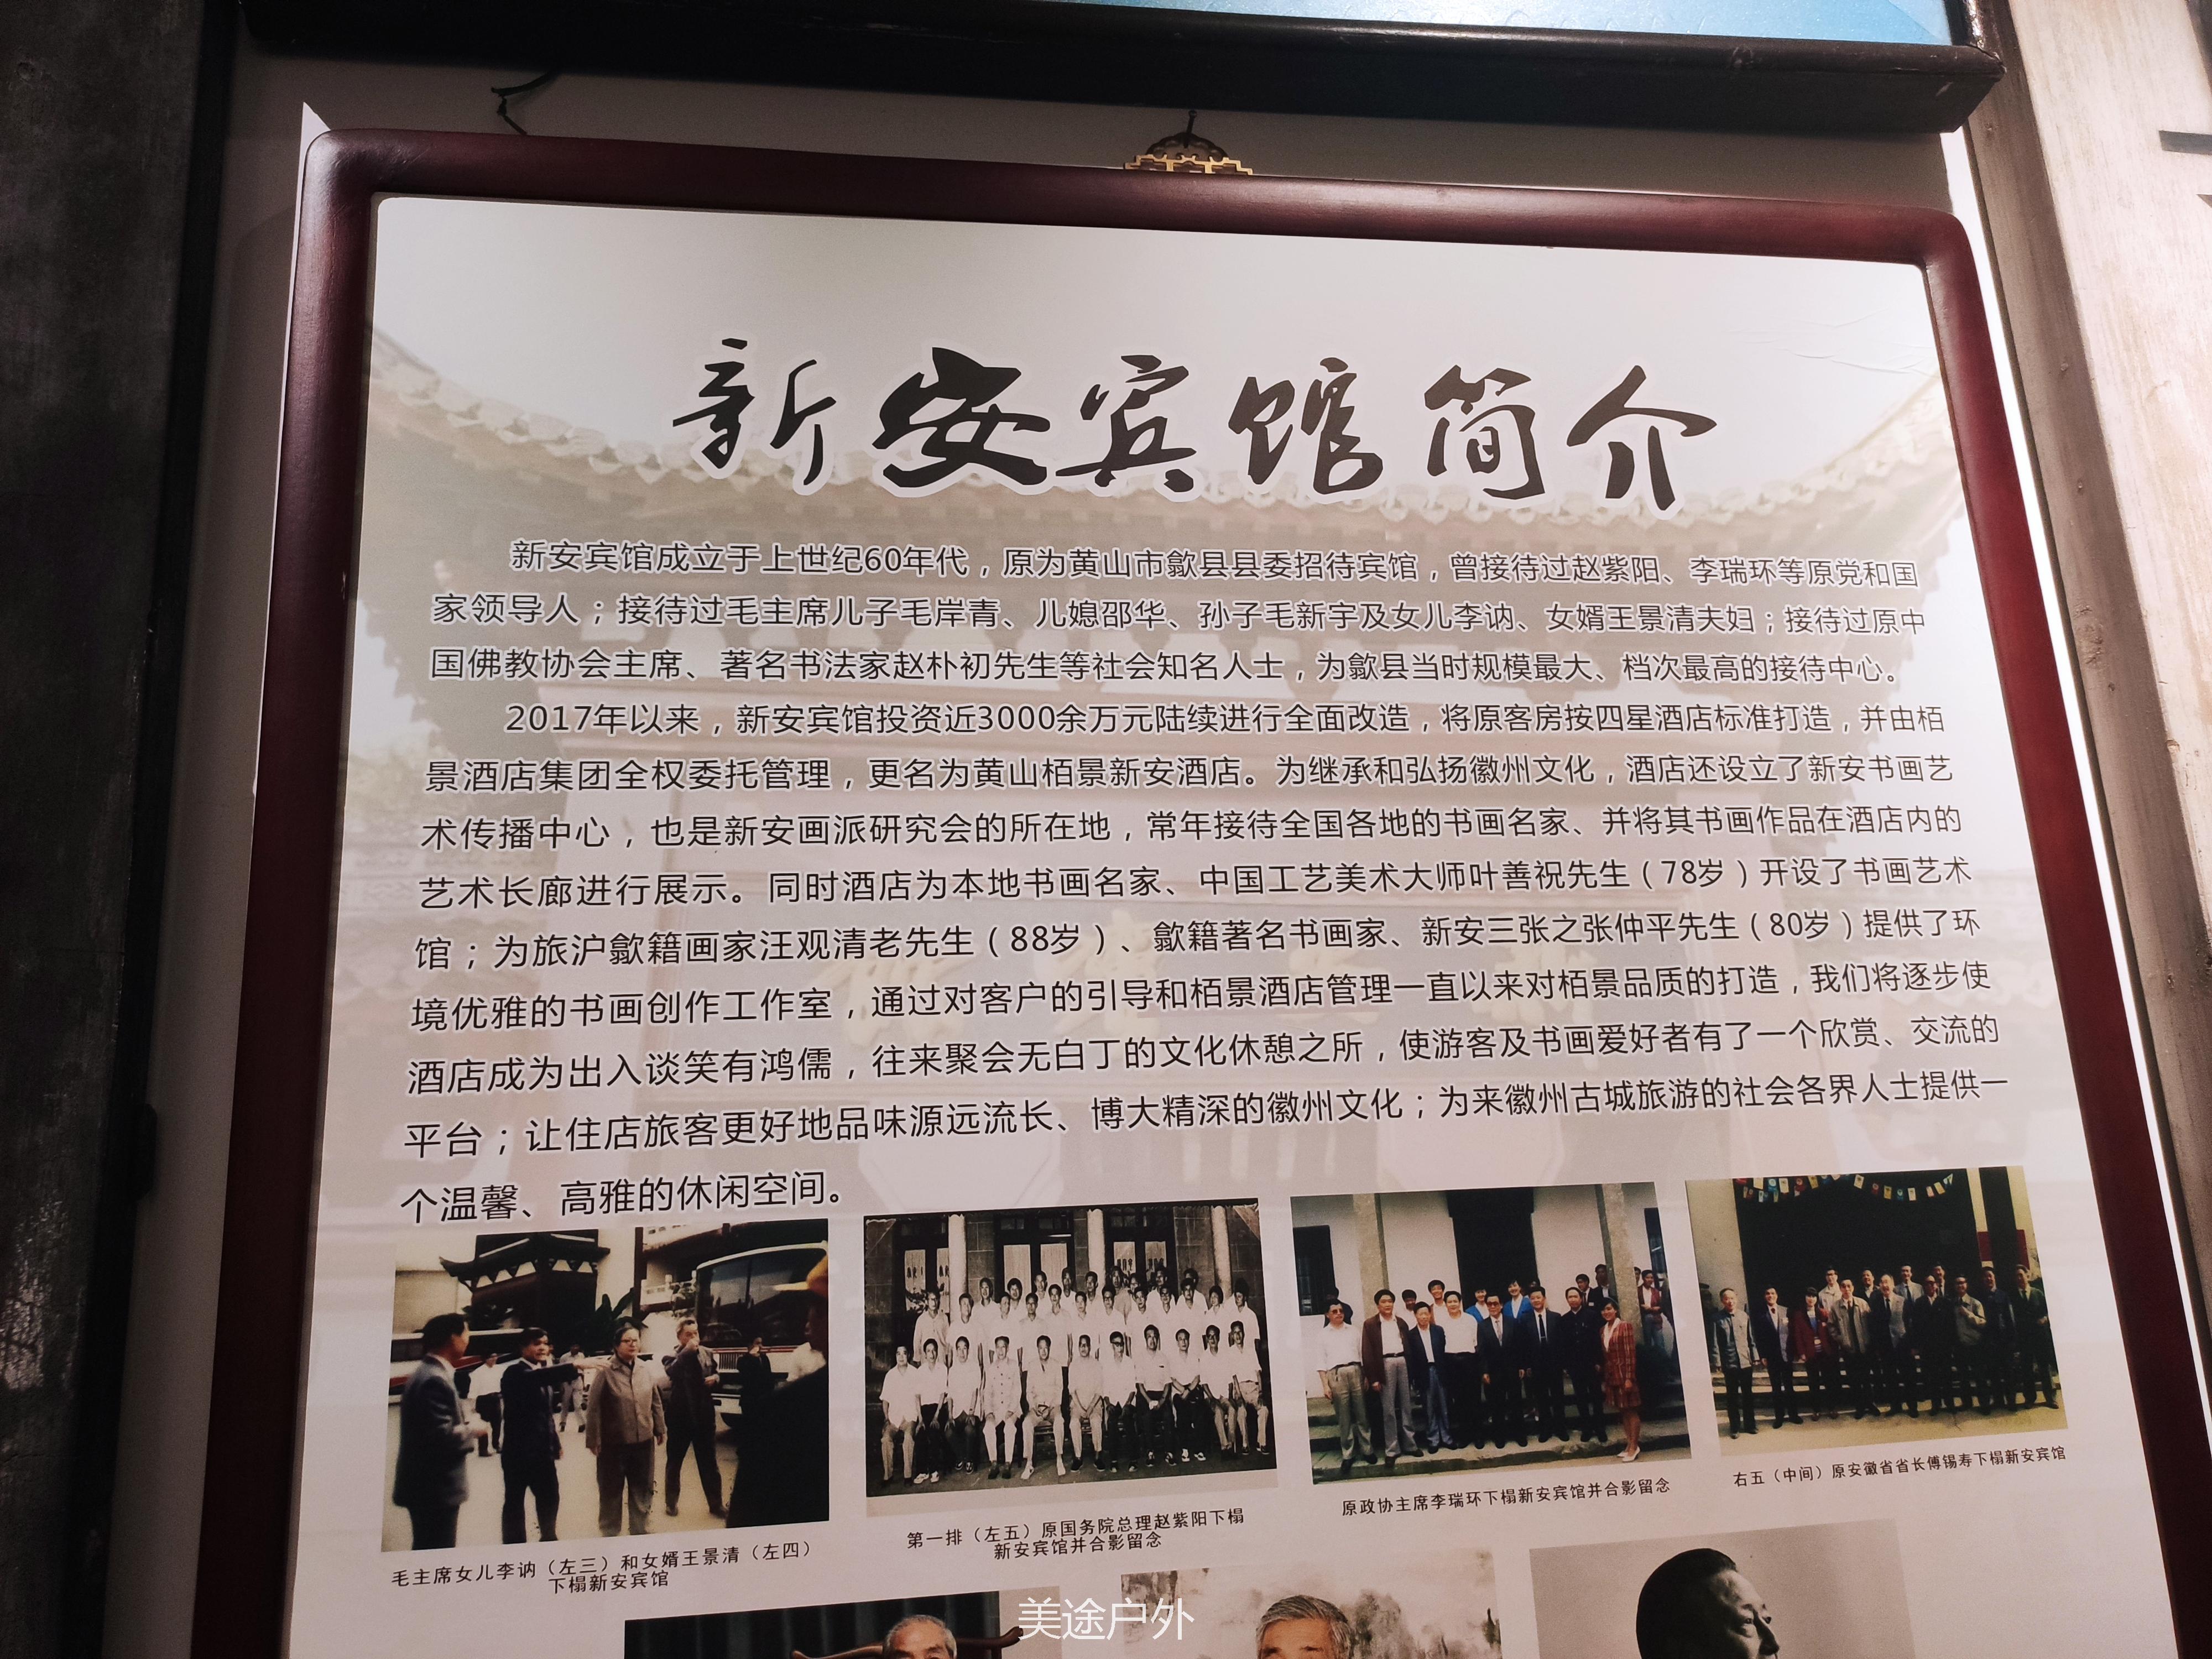 新安宾馆简介
新安宾馆成立于上世纪60年代，原为黄山市歙县县委招待宾馆，曾接待过赵紫阳、李瑞环等原党和国
家领导人；接待过毛主席儿子毛岸青、儿媳邵华、孙子毛新宇及女儿李讷、女婿王景清夫妇；接待过原中
国佛教协会主席、著名书法家赵朴初先生等社会知名人士，为歙县当时规模最大、档次最高的接待中心。
2017年以来，新安宾馆投资近3000余万元陆续进行全面改造，将原客房按四星酒店标准打造，并由栢
景酒店集团全权委托管理，更名为黄山栢景新安酒店。为继承和弘扬徽州文化，酒店还设立了新安书画艺
术传播中心，也是新安画派研究会的所在地，常年接待全国各地的书画名家、并将其书画作品在酒店内的
艺术长廊进行展示。同时酒店为本地书画名家、中国工艺美术大师叶善祝先生（78岁）开设了书画艺术
馆；为旅沪歙籍画家汪观清老先生（88岁）、歙籍著名书画家、新安三张之张仲平先生（80岁）提供了环
境优雅的书画创作工作室，通过对客户的引导和栢景酒店管理一直以来对栢景品质的打造，我们将逐步使
酒店成为出入谈笑有鸿儒，往来聚会无白丁的文化休憩之所，使游客及书画爱好者有了一个欣赏、交流的
平台；让住店旅客更好地品味源远流长、博大精深的徽州文化；为来徽州古城旅游的社会各界人士提供一
个温馨、高雅的休闲空间。
毛主席女儿李讷（左三）和女婿王景清（左四）
下榻新安宾馆
第一排（左五）原国务院总理赵紫阳下榻
新安宾馆并合影留念
原政协主席李瑞环下榻新安宾馆并合影留念
右五（中间）原安徽省省长傅锡寿下榻新安宾馆
美途户外